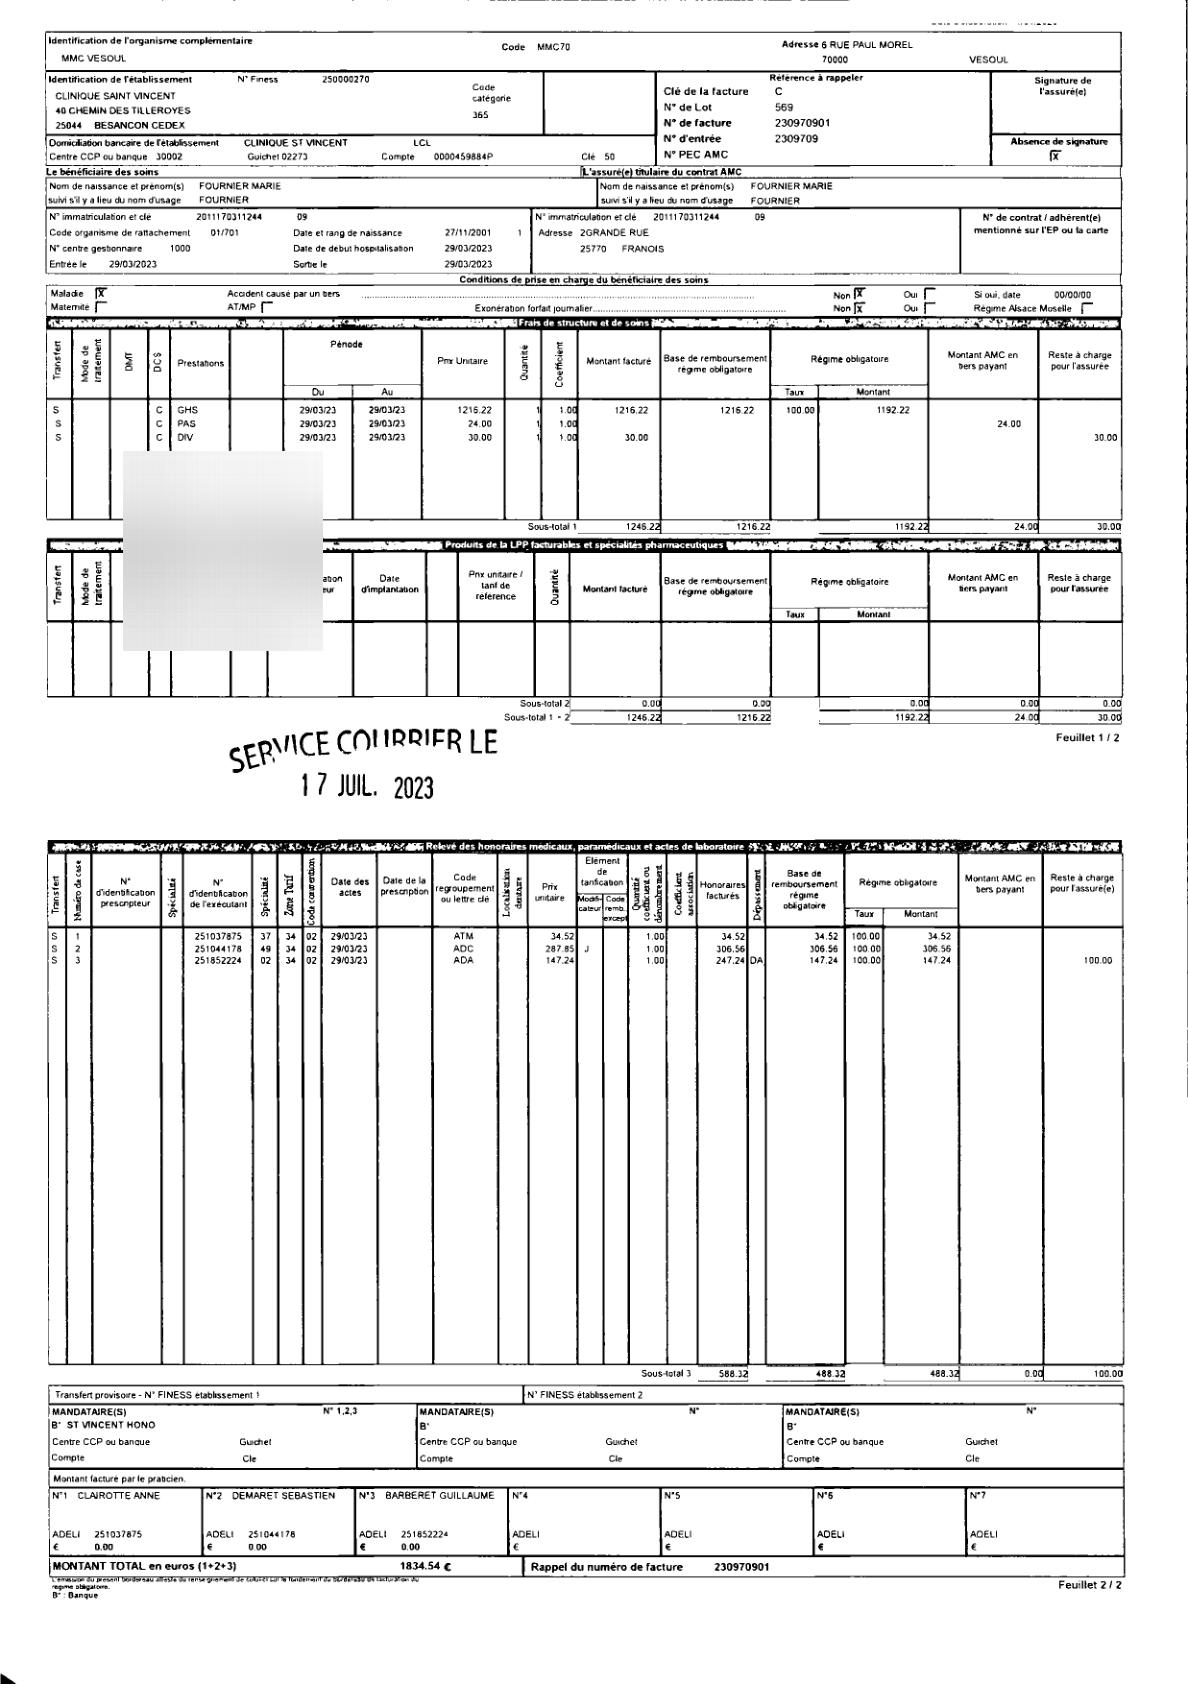 Identification de l'organisme complémentaire
Code MMC70
Adresse 6 RUE PAUL MOREL
MMC VESOUL
70000 VESOUL
Identification de l'établissement N° Finess 250000270
CLINIQUE SAINT VINCENT
40 CHEMIN DES TILLEROYES
25044 BESANCON CEDEX
Code catégorie
365
Référence à rappeler
Clé de la facture C
N° de Lot 569
N° de facture 230970901
N° d'entrée 2309709
N° PEC AMC
Signature de l'assuré(e)
Absence de signature
X
Domiciliation bancaire de l'établissement CLINIQUE ST VINCENT LCL
Centre CCP ou banque 30002 Guichet 02273 Compte 0000459884P Clé 50
Le bénéficiaire des soins
L'assuré(e) titulaire du contrat AMC
Nom de naissance et prénom(s) FOURNIER MARIE
suivi s'il y a lieu du nom d'usage FOURNIER
Nom de naissance et prénom(s) FOURNIER MARIE
suivi s'il y a lieu du nom d'usage FOURNIER
N° immatriculation et clé 2011170311244 09
Code organisme de rattachement 01/701 Date et rang de naissance 27/11/2001 1
N° centre gestionnaire 1000 Date de début hospitalisation 29/03/2023
Entrée le 29/03/2023 Sortie le 29/03/2023
N° immatriculation et clé 2011170311244 09
Adresse 2GRANDE RUE
25770 FRANOIS
N° de contrat / adhérent(e)
mentionné sur l'EP ou la carte
Conditions de prise en charge du bénéficiaire des soins
Maladie X Accident causé par un tiers Non X Oui Si oui, date 00/00/00
Maternité AT/MP Exonération forfait journalier Non X Oui Régime Alsace Moselle
Frais de structure et de soins
Transfert Mode de traitement DMT DCS Prestations Période Prix Unitaire Quantité Coefficient Montant facturé Base de remboursement régime obligatoire Régime obligatoire Montant AMC en tiers payant Reste à charge pour l'assurée
Du Au Taux Montant
S C GHS 29/03/23 29/03/23 1216.22 1 1.00 1216.22 1216.22 100.00 1192.22
S C PAS 29/03/23 29/03/23 24.00 1 1.00 24.00
S C DIV 29/03/23 29/03/23 30.00 1 1.00 30.00 30.00
Sous-total 1 1246.22 1216.22 1192.22 24.00 30.00
Produits de la LPP facturables et spécialités pharmaceutiques
Transfert Mode de traitement Date d'implantation Prix unitaire / tarif de référence Quantité Montant facturé Base de remboursement régime obligatoire Régime obligatoire Montant AMC en tiers payant Reste à charge pour l'assurée
Taux Montant
Sous-total 2 0.00 0.00 0.00 0.00 0.00
Sous-total 1 + 2 1246.22 1216.22 1192.22 24.00 30.00
Feuillet 1 / 2
SERVICE COURRIER LE
17 JUIL. 2023
Relevé des honoraires médicaux, paramédicaux et actes de laboratoire
Transfert Numéro de case N° d'identification prescripteur Spécialité N° d'identification de l'exécutant Spécialité Zone Tarif Code convention Date des actes Date de la prescription Code regroupement ou lettre clé Localisation dentaire Prix unitaire Elément de tarification Quantité coefficient ou dénombrement Coefficient association Honoraires facturés Dépassement Base de remboursement régime obligatoire Régime obligatoire Montant AMC en tiers payant Reste à charge pour l'assuré(e)
Modificateur Code remb. except Taux Montant
S 1 251037875 37 34 02 29/03/23 ATM 34.52 1.00 34.52 34.52 100.00 34.52
S 2 251044178 49 34 02 29/03/23 ADC 287.85 J 1.00 306.56 306.56 100.00 306.56
S 3 251852224 02 34 02 29/03/23 ADA 147.24 1.00 247.24 DA 147.24 100.00 147.24 100.00
Sous-total 3 588.32 488.32 488.32 0.00 100.00
Transfert provisoire - N° FINESS établissement 1
N° FINESS établissement 2
MANDATAIRE(S) N° 1,2,3 MANDATAIRE(S) N° MANDATAIRE(S) N°
B* ST VINCENT HONO B* B*
Centre CCP ou banque Guichet Centre CCP ou banque Guichet Centre CCP ou banque Guichet
Compte Cle Compte Cle Compte Cle
Montant facturé par le praticien.
N°1 CLAIROTTE ANNE N°2 DEMARET SEBASTIEN N°3 BARBERET GUILLAUME N°4 N°5 N°6 N°7
ADELI 251037875 ADELI 251044178 ADELI 251852224 ADELI ADELI ADELI ADELI
€ 0.00 € 0.00 € 0.00 € € € €
MONTANT TOTAL en euros (1+2+3) 1834.54 € Rappel du numéro de facture 230970901
L'émission du présent bordereau atteste du renseignement de celui-ci sur le fondement du bordereau de facturation du
régime obligatoire.
B* : Banque
Feuillet 2 / 2